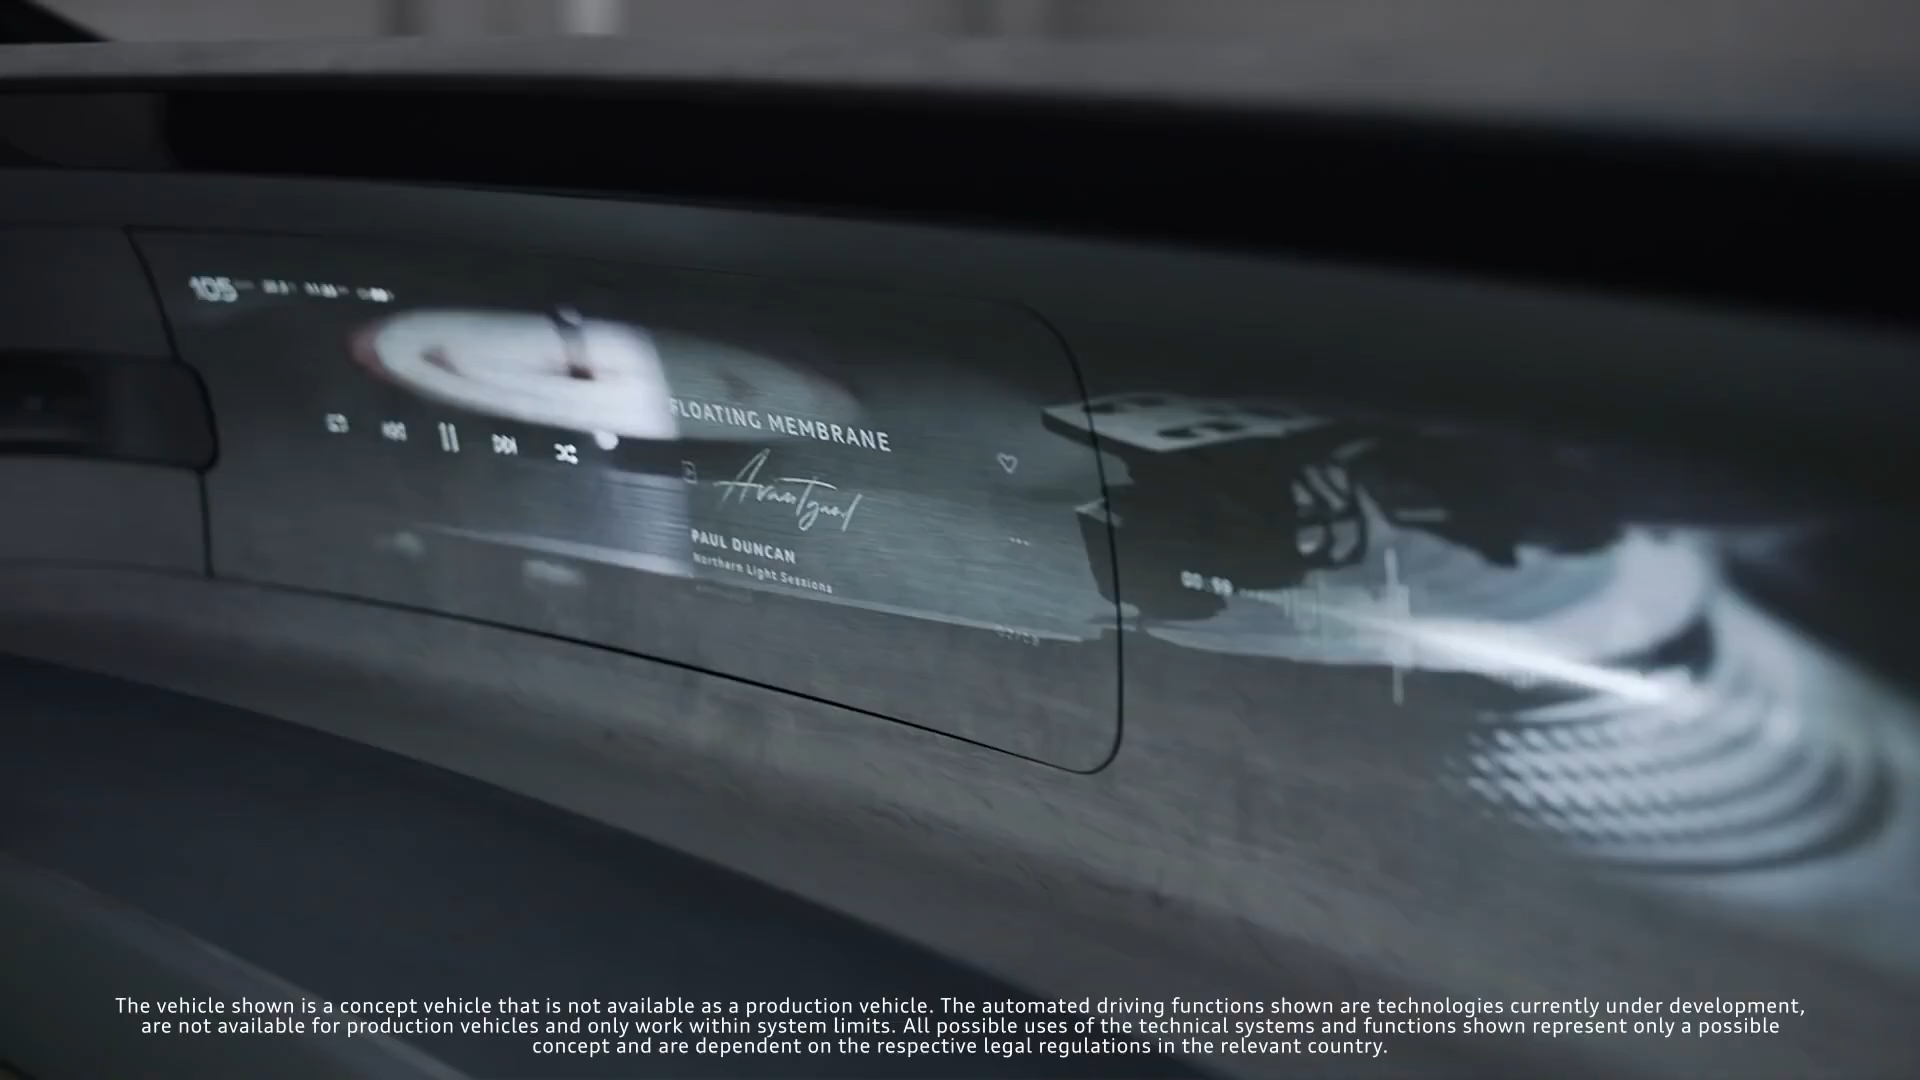 105
FLOATING MEMBRANE
Avantgard
PAUL DUNCAN
Northern Light Sessions
The vehicle shown is a concept vehicle that is not available as a production vehicle. The automated driving functions shown are technologies currently under development,
are not available for production vehicles and only work within system limits. All possible uses of the technical systems and functions shown represent only a possible
concept and are dependent on the respective legal regulations in the relevant country.